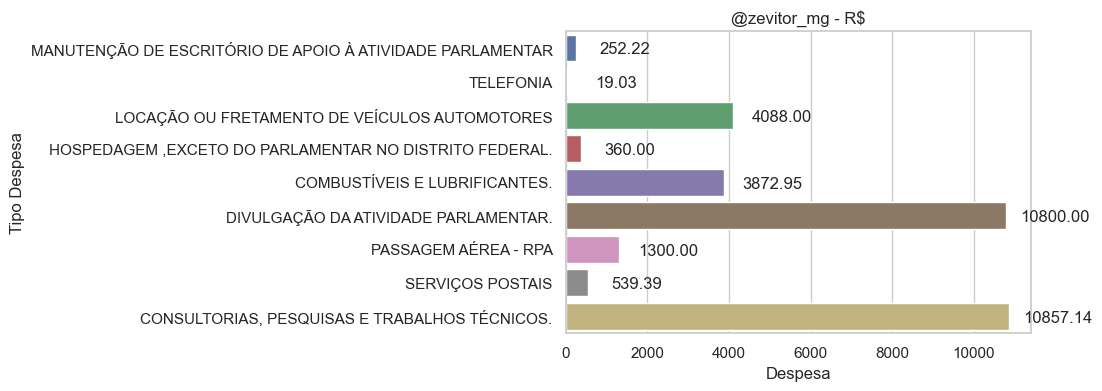 @zevitor_mg - R$
MANUTENÇÃO DE ESCRITÓRIO DE APOIO À ATIVIDADE PARLAMENTAR 252.22
TELEFONIA 19.03
LOCAÇÃO OU FRETAMENTO DE VEÍCULOS AUTOMOTORES 4088.00
HOSPEDAGEM ,EXCETO DO PARLAMENTAR NO DISTRITO FEDERAL. 360.00
COMBUSTÍVEIS E LUBRIFICANTES. 3872.95
DIVULGAÇÃO DA ATIVIDADE PARLAMENTAR. 10800.00
PASSAGEM AÉREA - RPA 1300.00
SERVIÇOS POSTAIS 539.39
CONSULTORIAS, PESQUISAS E TRABALHOS TÉCNICOS. 10857.14
Tipo Despesa
0 2000 4000 6000 8000 10000
Despesa